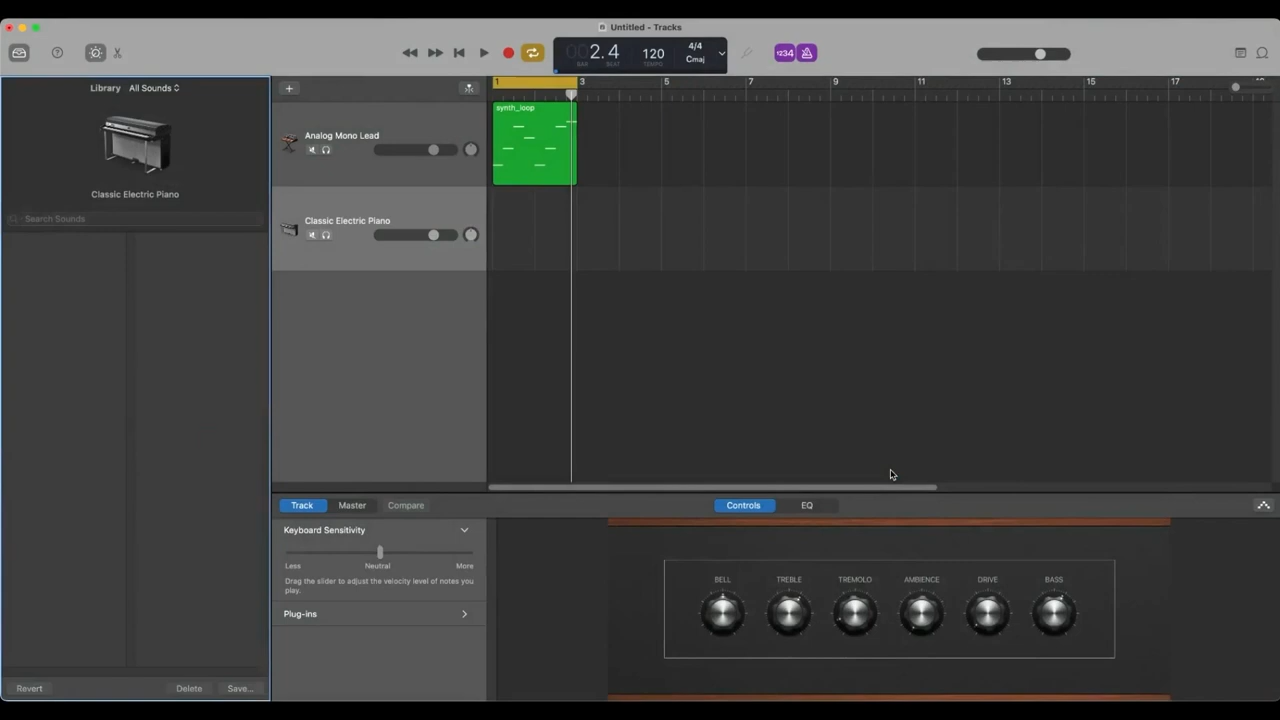 Untitled - Tracks
2.4
BAR
BEAT
120
TEMPO
4/4
Cmaj
1234
Library All Sounds
Classic Electric Piano
Search Sounds
1 3 5 7 9 11 13 15 17
Analog Mono Lead
synth_loop
Classic Electric Piano
Track Master Compare
Controls EQ
Keyboard Sensitivity
Less Neutral More
Drag the slider to adjust the velocity level of notes you
play.
Plug-ins
BELL TREBLE TREMOLO AMBIENCE DRIVE BASS
Revert Delete Save...